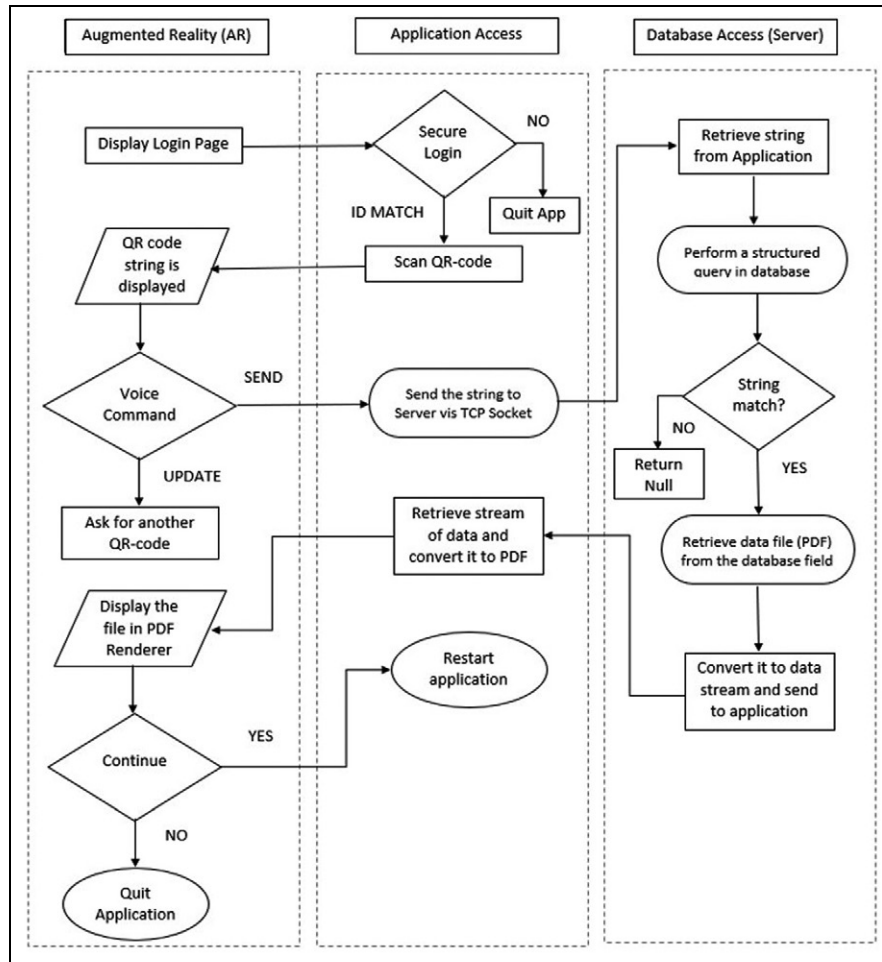 Augmented Reality (AR)
Application Access
Database Access (Server)
Display Login Page
Secure
Login
NO
Quit App
ID MATCH
Scan QR-code
QR code
string is
displayed
Voice
Command
SEND
Send the string to
Server vis TCP Socket
UPDATE
Ask for another
QR-code
Retrieve string
from Application
Perform a structured
query in database
String
match?
NO
Return
Null
YES
Retrieve data file (PDF)
from the database field
Convert it to data
stream and send
to application
Retrieve stream
of data and
convert it to PDF
Display the
file in PDF
Renderer
Continue
YES
Restart
application
NO
Quit
Application